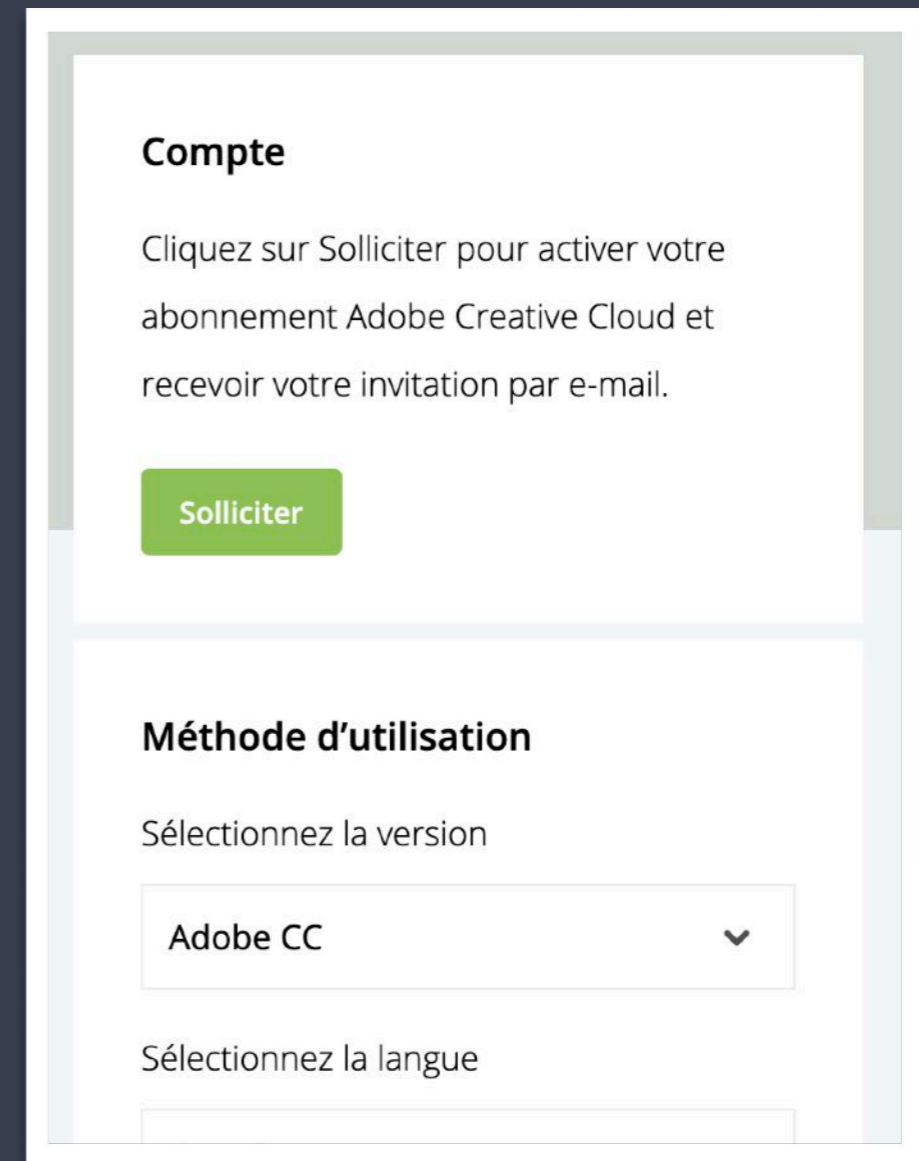 Compte
Cliquez sur Solliciter pour activer votre
abonnement Adobe Creative Cloud et
recevoir votre invitation par e-mail.
Solliciter
Méthode d’utilisation
Sélectionnez la version
Adobe CC
Sélectionnez la langue